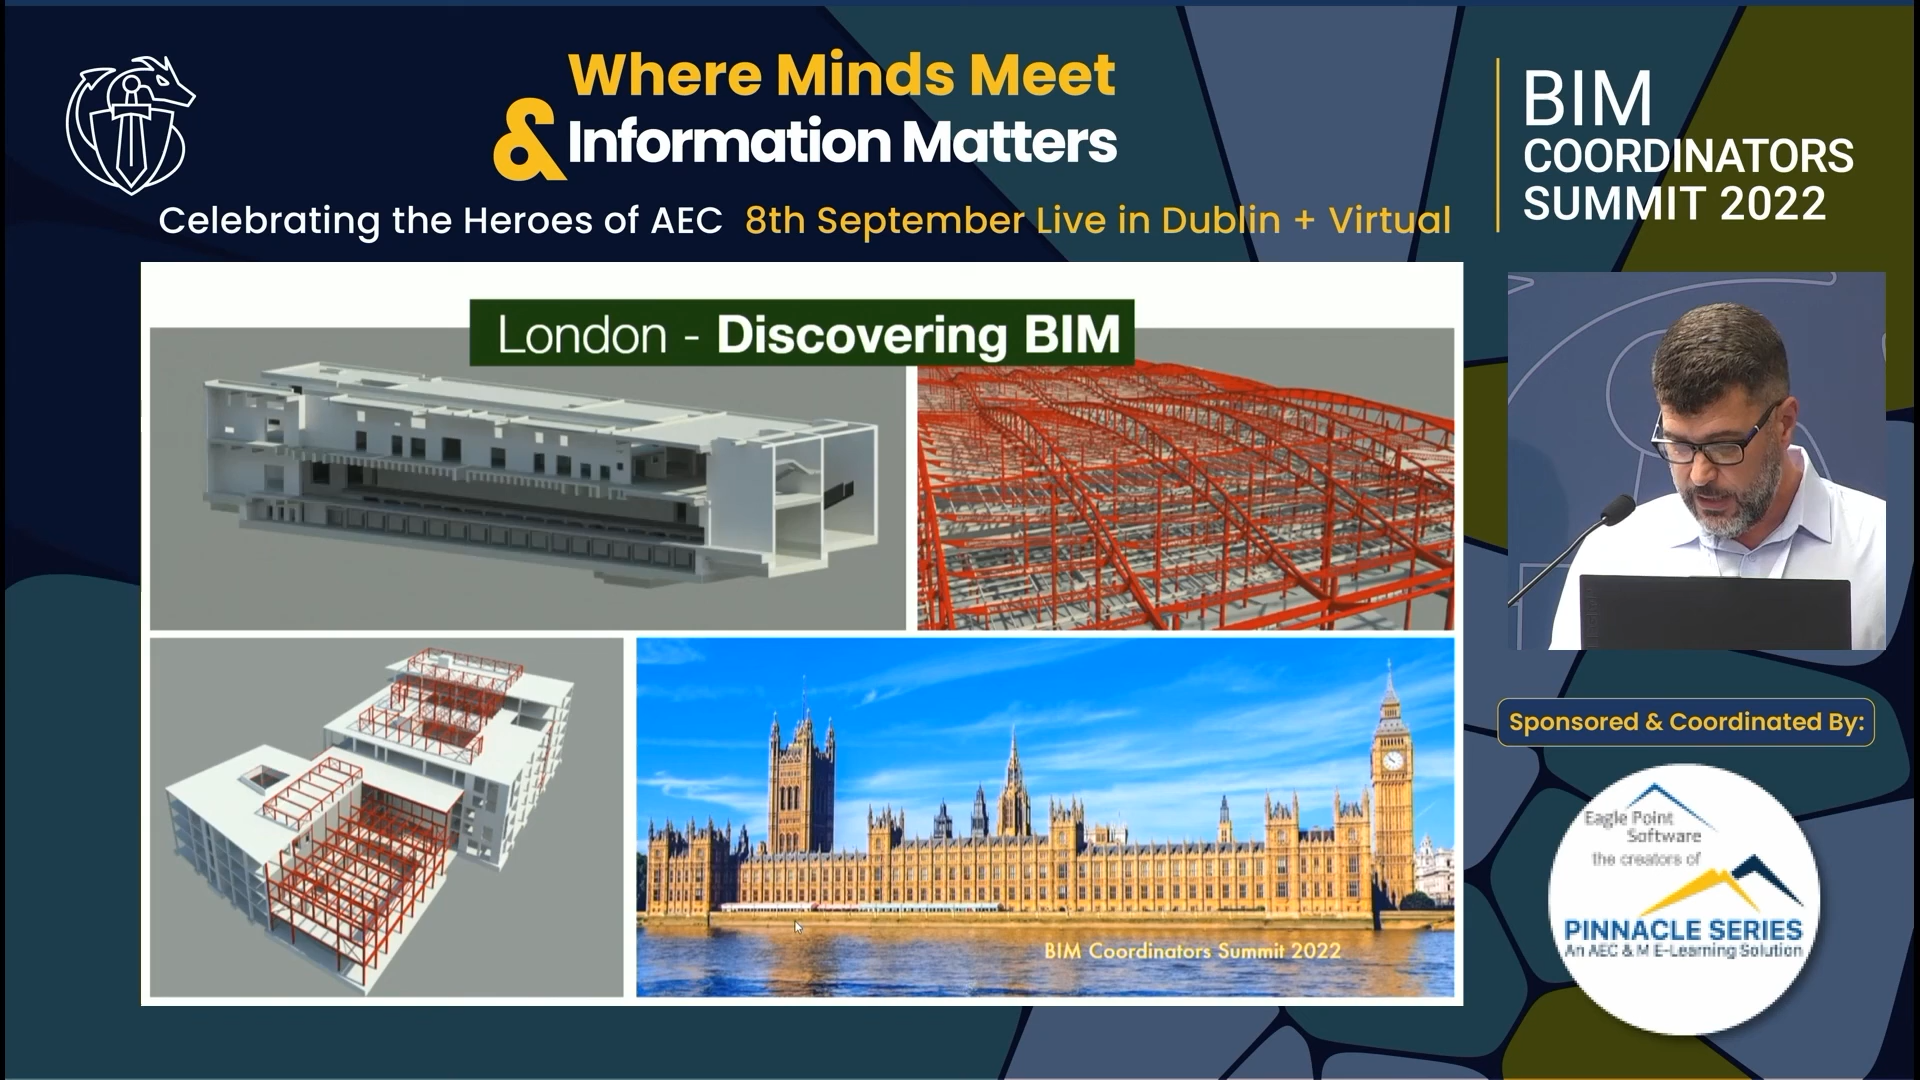 Where Minds Meet
& Information Matters
Celebrating the Heroes of AEC 8th September Live in Dublin + Virtual
BIM
COORDINATORS
SUMMIT 2022
London - Discovering BIM
BIM Coordinators Summit 2022
Sponsored & Coordinated By:
Eagle Point
Software
the creators of
PINNACLE SERIES
An AEC & M E-Learning Solution